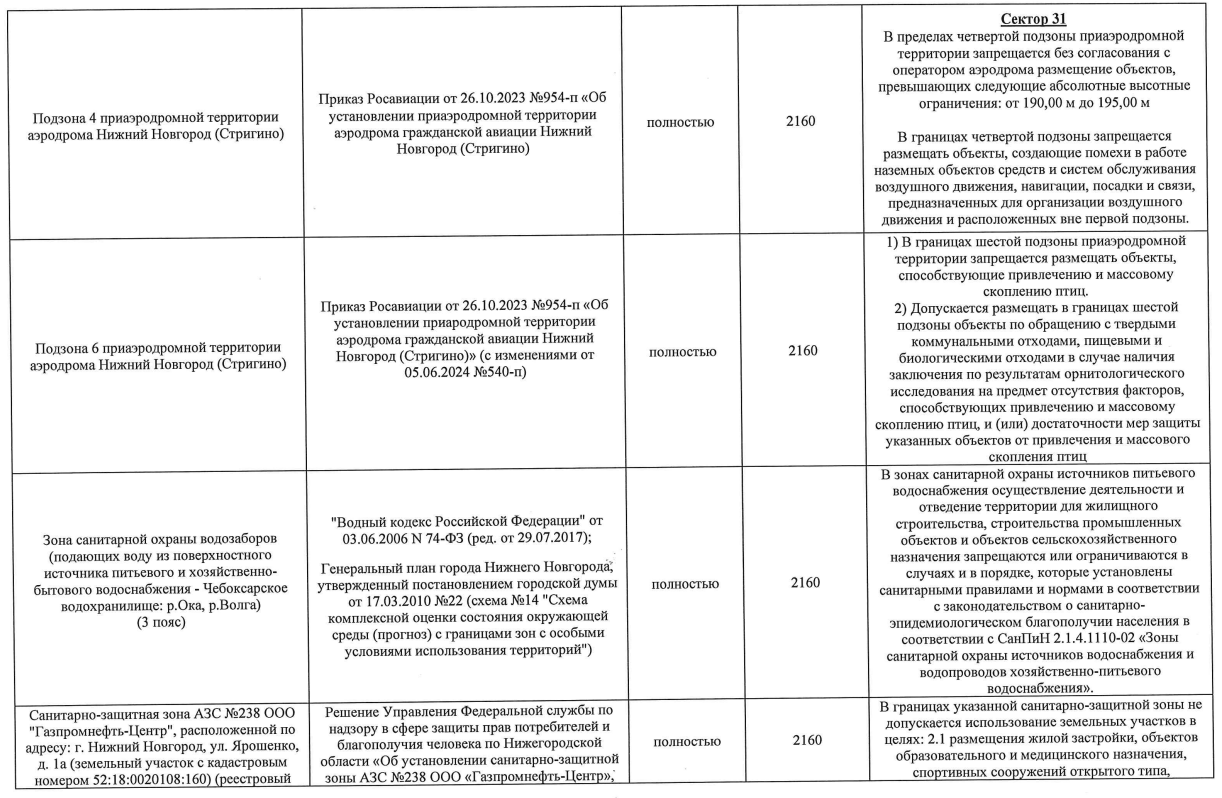 Подзона 4 приаэродромной территории
аэродрома Нижний Новгород (Стригино)
Приказ Росавиации от 26.10.2023 №954-п «Об
установлении приаэродромной территории
аэродрома гражданской авиации Нижний
Новгород (Стригино)
полностью
2160
Сектор 31
В пределах четвертой подзоны приаэродромной
территории запрещается без согласования с
оператором аэродрома размещение объектов,
превышающих следующие абсолютные высотные
ограничения: от 190,00 м до 195,00 м
В границах четвертой подзоны запрещается
размещать объекты, создающие помехи в работе
наземных объектов средств и систем обслуживания
воздушного движения, навигации, посадки и связи,
предназначенных для организации воздушного
движения и расположенных вне первой подзоны.
Подзона 6 приаэродромной территории
аэродрома Нижний Новгород (Стригино)
Приказ Росавиации от 26.10.2023 №954-п «Об
установлении приародромной территории
аэродрома гражданской авиации Нижний
Новгород (Стригино)» (с изменениями от
05.06.2024 №540-п)
полностью
2160
1) В границах шестой подзоны приаэродромной
территории запрещается размещать объекты,
способствующие привлечению и массовому
скоплению птиц.
2) Допускается размещать в границах шестой
подзоны объекты по обращению с твердыми
коммунальными отходами, пищевыми и
биологическими отходами в случае наличия
заключения по результатам орнитологического
исследования на предмет отсутствия факторов,
способствующих привлечению и массовому
скоплению птиц, и (или) достаточности мер защиты
указанных объектов от привлечения и массового
скопления птиц
Зона санитарной охраны водозаборов
(подающих воду из поверхностного
источника питьевого и хозяйственно-
бытового водоснабжения - Чебоксарское
водохранилище: р.Ока, р.Волга)
(3 пояс)
"Водный кодекс Российской Федерации" от
03.06.2006 N 74-ФЗ (ред. от 29.07.2017);
Генеральный план города Нижнего Новгорода,
утвержденный постановлением городской думы
от 17.03.2010 №22 (схема №14 "Схема
комплексной оценки состояния окружающей
среды (прогноз) с границами зон с особыми
условиями использования территорий")
полностью
2160
В зонах санитарной охраны источников питьевого
водоснабжения осуществление деятельности и
отведение территории для жилищного
строительства, строительства промышленных
объектов и объектов сельскохозяйственного
назначения запрещаются или ограничиваются в
случаях и в порядке, которые установлены
санитарными правилами и нормами в соответствии
с законодательством о санитарно-
эпидемиологическом благополучии населения в
соответствии с СанПиН 2.1.4.1110-02 «Зоны
санитарной охраны источников водоснабжения и
водопроводов хозяйственно-питьевого
водоснабжения».
Санитарно-защитная зона АЗС №238 ООО
"Газпромнефть-Центр", расположенной по
адресу: г. Нижний Новгород, ул. Ярошенко,
д. 1а (земельный участок с кадастровым
номером 52:18:0020108:160) (реестровый
Решение Управления Федеральной службы по
надзору в сфере защиты прав потребителей и
благополучия человека по Нижегородской
области «Об установлении санитарно-защитной
зоны АЗС №238 ООО «Газпромнефть-Центр»,
полностью
2160
В границах указанной санитарно-защитной зоны не
допускается использование земельных участков в
целях: 2.1 размещения жилой застройки, объектов
образовательного и медицинского назначения,
спортивных сооружений открытого типа,